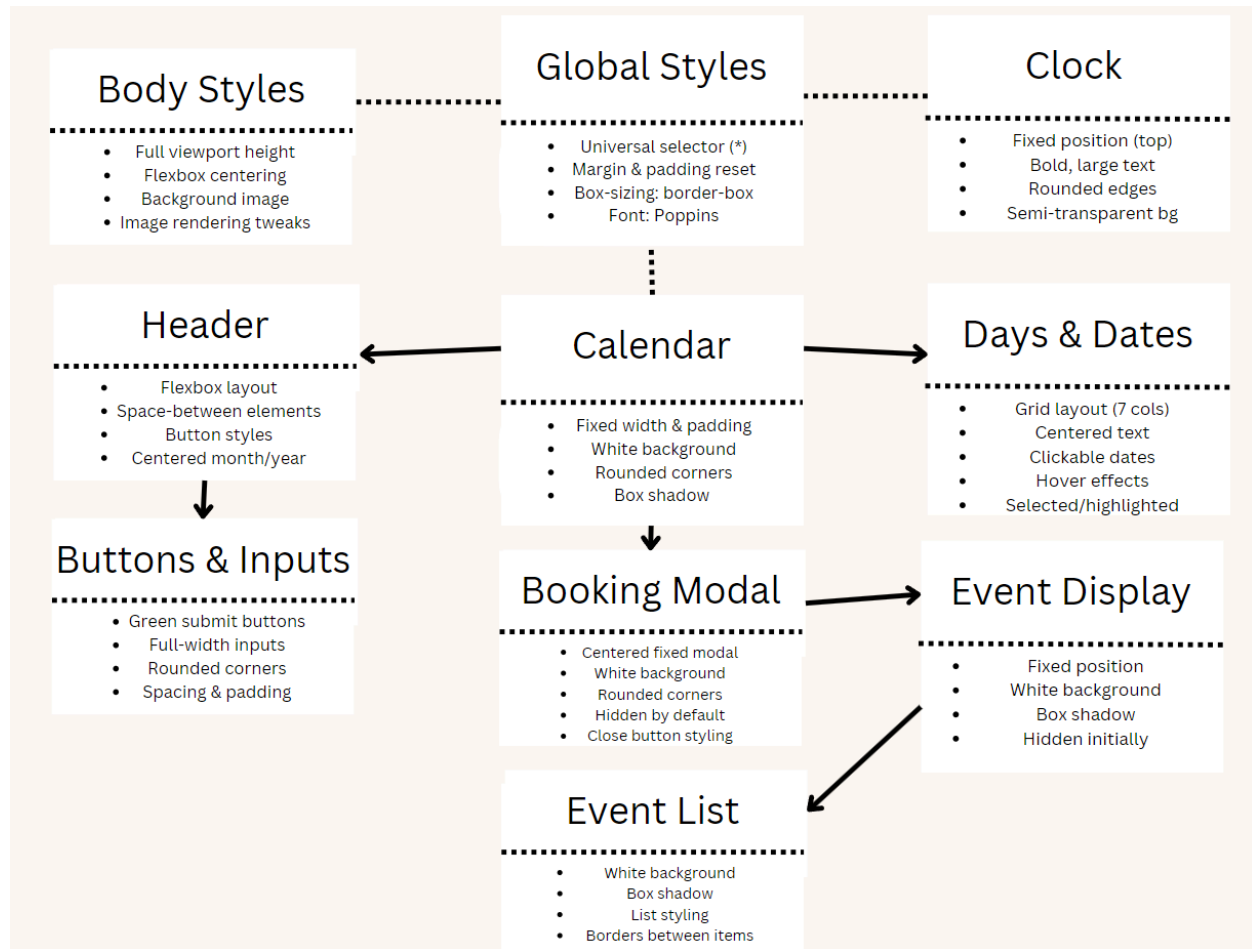 Body Styles
• Full viewport height
• Flexbox centering
• Background image
• Image rendering tweaks
Global Styles
• Universal selector (*)
• Margin & padding reset
• Box-sizing: border-box
• Font: Poppins
Clock
• Fixed position (top)
• Bold, large text
• Rounded edges
• Semi-transparent bg
Header
• Flexbox layout
• Space-between elements
• Button styles
• Centered month/year
Calendar
• Fixed width & padding
• White background
• Rounded corners
• Box shadow
Days & Dates
• Grid layout (7 cols)
• Centered text
• Clickable dates
• Hover effects
• Selected/highlighted
Buttons & Inputs
• Green submit buttons
• Full-width inputs
• Rounded corners
• Spacing & padding
Booking Modal
• Centered fixed modal
• White background
• Rounded corners
• Hidden by default
• Close button styling
Event Display
• Fixed position
• White background
• Box shadow
• Hidden initially
Event List
• White background
• Box shadow
• List styling
• Borders between items